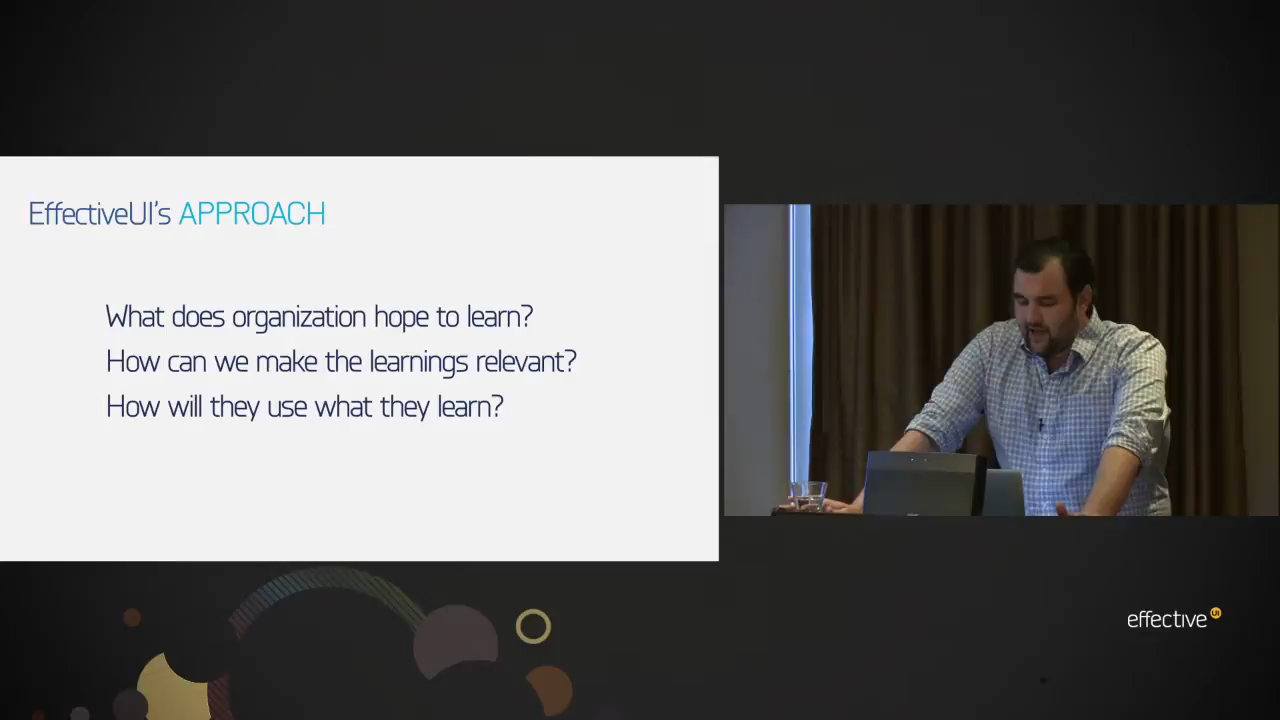 EffectiveUI's APPROACH
What does organization hope to learn?
How can we make the learnings relevant?
How will they use what they learn?
effective UI